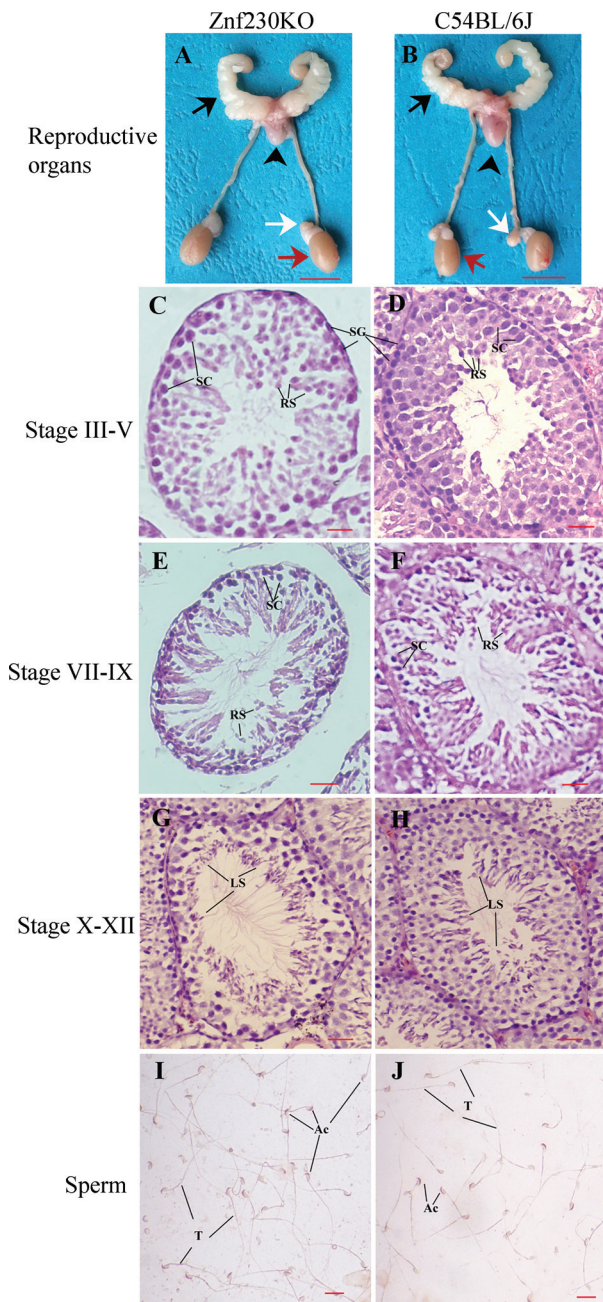 Znf230KO C54BL/6J
A B
Reproductive
organs
C D
SG
SC RS RS SC
Stage III-V
E F
SC SC RS
Stage VII-IX
RS
G H
LS LS
Stage X-XII
I J
Ac T
Sperm
T Ac